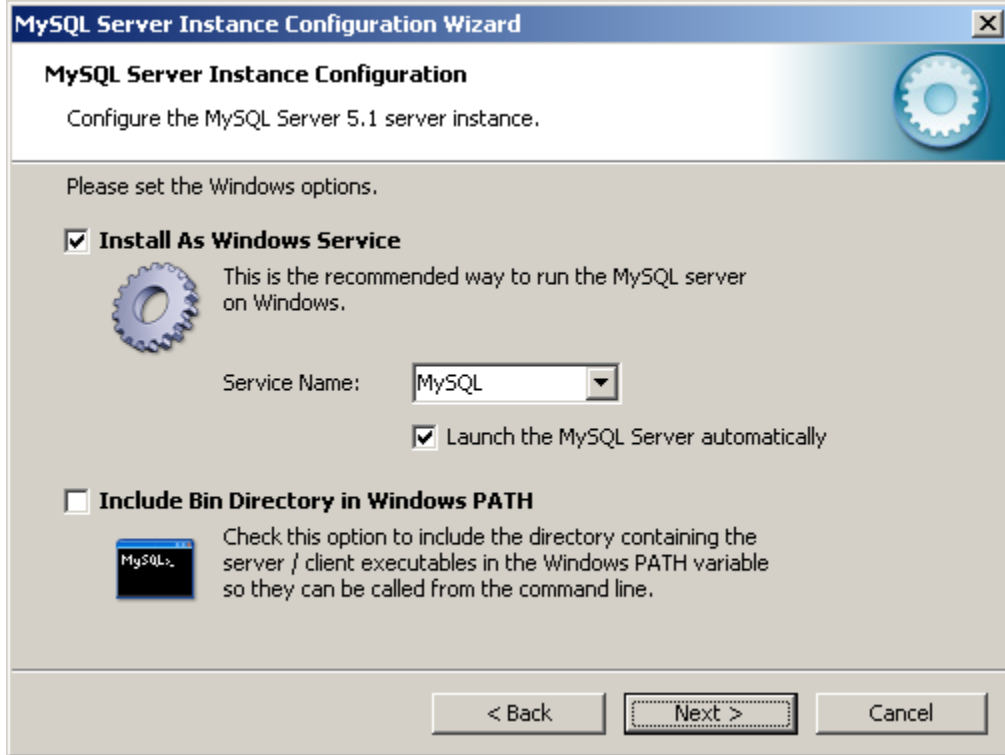 MySQL Server Instance Configuration Wizard
MySQL Server Instance Configuration
Configure the MySQL Server 5.1 server instance.
Please set the Windows options.
Install As Windows Service
This is the recommended way to run the MySQL server
on Windows.
Service Name:
MySQL
Launch the MySQL Server automatically
Include Bin Directory in Windows PATH
Check this option to include the directory containing the
server / client executables in the Windows PATH variable
so they can be called from the command line.
MySQL>_
< Back
Next >
Cancel